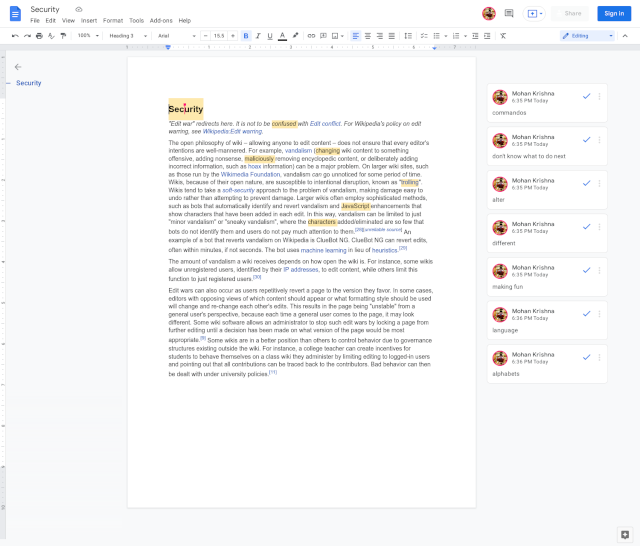 Security
File Edit View Insert Format Tools Add-ons Help
Share
Sign in
100% Heading 3 Arial 15.5 B I U A Editing
Security
Security
"Edit war" redirects here. It is not to be confused with Edit conflict. For Wikipedia's policy on edit
warring, see Wikipedia:Edit warring.
The open philosophy of wiki – allowing anyone to edit content – does not ensure that every editor's
intentions are well-mannered. For example, vandalism (changing wiki content to something
offensive, adding nonsense, maliciously removing encyclopedic content, or deliberately adding
incorrect information, such as hoax information) can be a major problem. On larger wiki sites,
such as those run by the Wikimedia Foundation, vandalism can go unnoticed for some period of time.
Wikis, because of their open nature, are susceptible to intentional disruption, known as "trolling".
Wikis tend to take a soft-security approach to the problem of vandalism, making damage easy to
undo rather than attempting to prevent damage. Larger wikis often employ sophisticated methods,
such as bots that automatically identify and revert vandalism and JavaScript enhancements that
show characters that have been added in each edit. In this way, vandalism can be limited to just
"minor vandalism" or "sneaky vandalism", where the characters added/eliminated are so few that
bots do not identify them and users do not pay much attention to them.[28][unreliable source] An
example of a bot that reverts vandalism on Wikipedia is ClueBot NG. ClueBot NG can revert edits,
often within minutes, if not seconds. The bot uses machine learning in lieu of heuristics.[29]
The amount of vandalism a wiki receives depends on how open the wiki is. For instance, some wikis
allow unregistered users, identified by their IP addresses, to edit content, while others limit this
function to just registered users.[30]
Edit wars can also occur as users repetitively revert a page to the version they favor. In some cases,
editors with opposing views of which content should appear or what formatting style should be used
will change and re-change each other's edits. This results in the page being "unstable" from a
general user's perspective, because each time a general user comes to the page, it may look
different. Some wiki software allows an administrator to stop such edit wars by locking a page from
further editing until a decision has been made on what version of the page would be most
appropriate.[9] Some wikis are in a better position than others to control behavior due to governance
structures existing outside the wiki. For instance, a college teacher can create incentives for
students to behave themselves on a class wiki they administer by limiting editing to logged-in users
and pointing out that all contributions can be traced back to the contributors. Bad behavior can then
be dealt with under university policies.[11]
Mohan Krishna
6:35 PM Today
commandos
Mohan Krishna
6:35 PM Today
don't know what to do next
Mohan Krishna
6:35 PM Today
after
Mohan Krishna
6:35 PM Today
different
Mohan Krishna
6:35 PM Today
making fun
Mohan Krishna
6:36 PM Today
language
Mohan Krishna
6:36 PM Today
alphabets